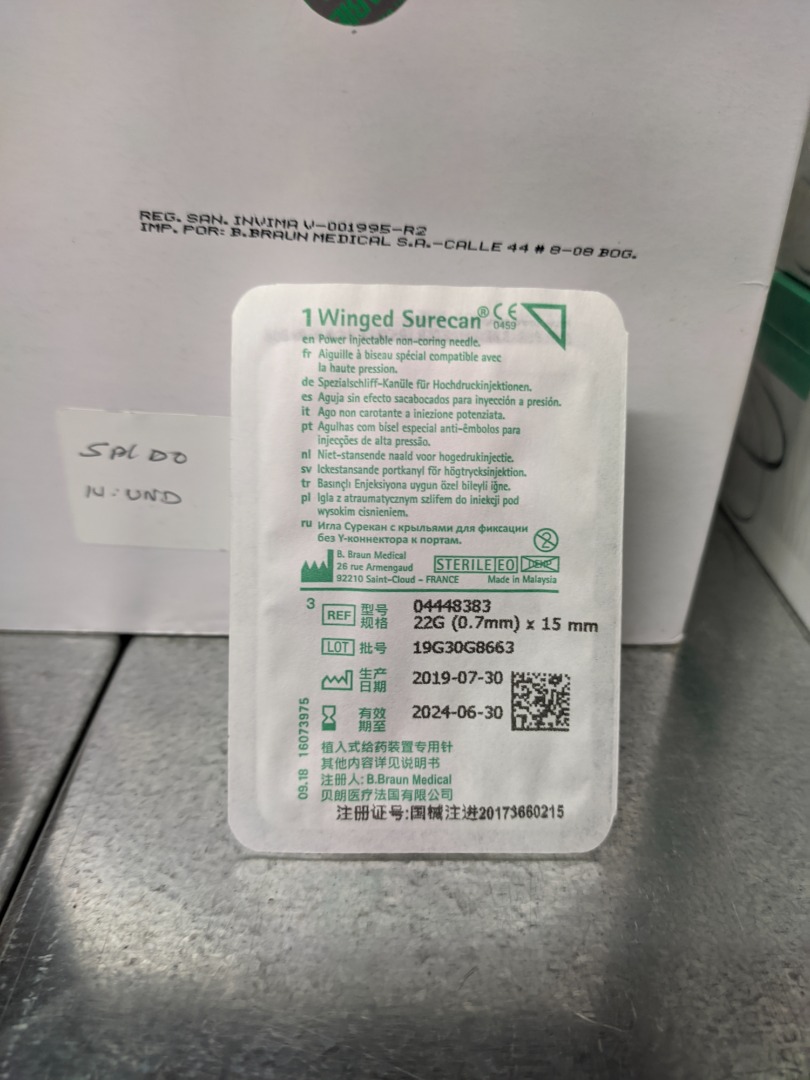 REG. SAN. INVIMA V-001995-R2
IMP. POR: B.BRAUN MEDICAL S.A.-CALLE 44 # 8-08 BOG.
1 Winged Surecan® CE
0459
en Power Injectable non-coring needle.
fr Aiguille à biseau spécial compatible avec
la haute pression.
de Spezialschliff-Kanüle für Hochdruckinjektionen.
es Aguja sin efecto sacabocados para inyección a presión.
it Ago non carotante a iniezione potenziata.
pt Agulhas com bisel especial anti-êmbolos para
injecções de alta pressão.
nl Niet-stansende naald voor hogedrukinjectie.
sv Ickestansande portkanyl för högtrycksinjektion.
tr Basınçlı Enjeksiyona uygun özel bileyli iğne.
pl Igla z atraumatycznym szlifem do iniekcji pod
wysokim cisnieniem.
ru Игла Сурекан с крыльями для фиксации
без Y-коннектора к портам.
B. Braun Medical
26 rue Armengaud
92210 Saint-Cloud - FRANCE
STERILE EO
DEHP
Made in Malaysia
3
REF 型号 规格 04448383
22G (0.7mm) x 15 mm
LOT 批号 19G30G8663
生产 日期 2019-07-30
有效 期至 2024-06-30
09.18 16073975
植入式给药装置专用针
其他内容详见说明书
注册人: B.Braun Medical
贝朗医疗法国有限公司
注册证号:国械注进20173660215